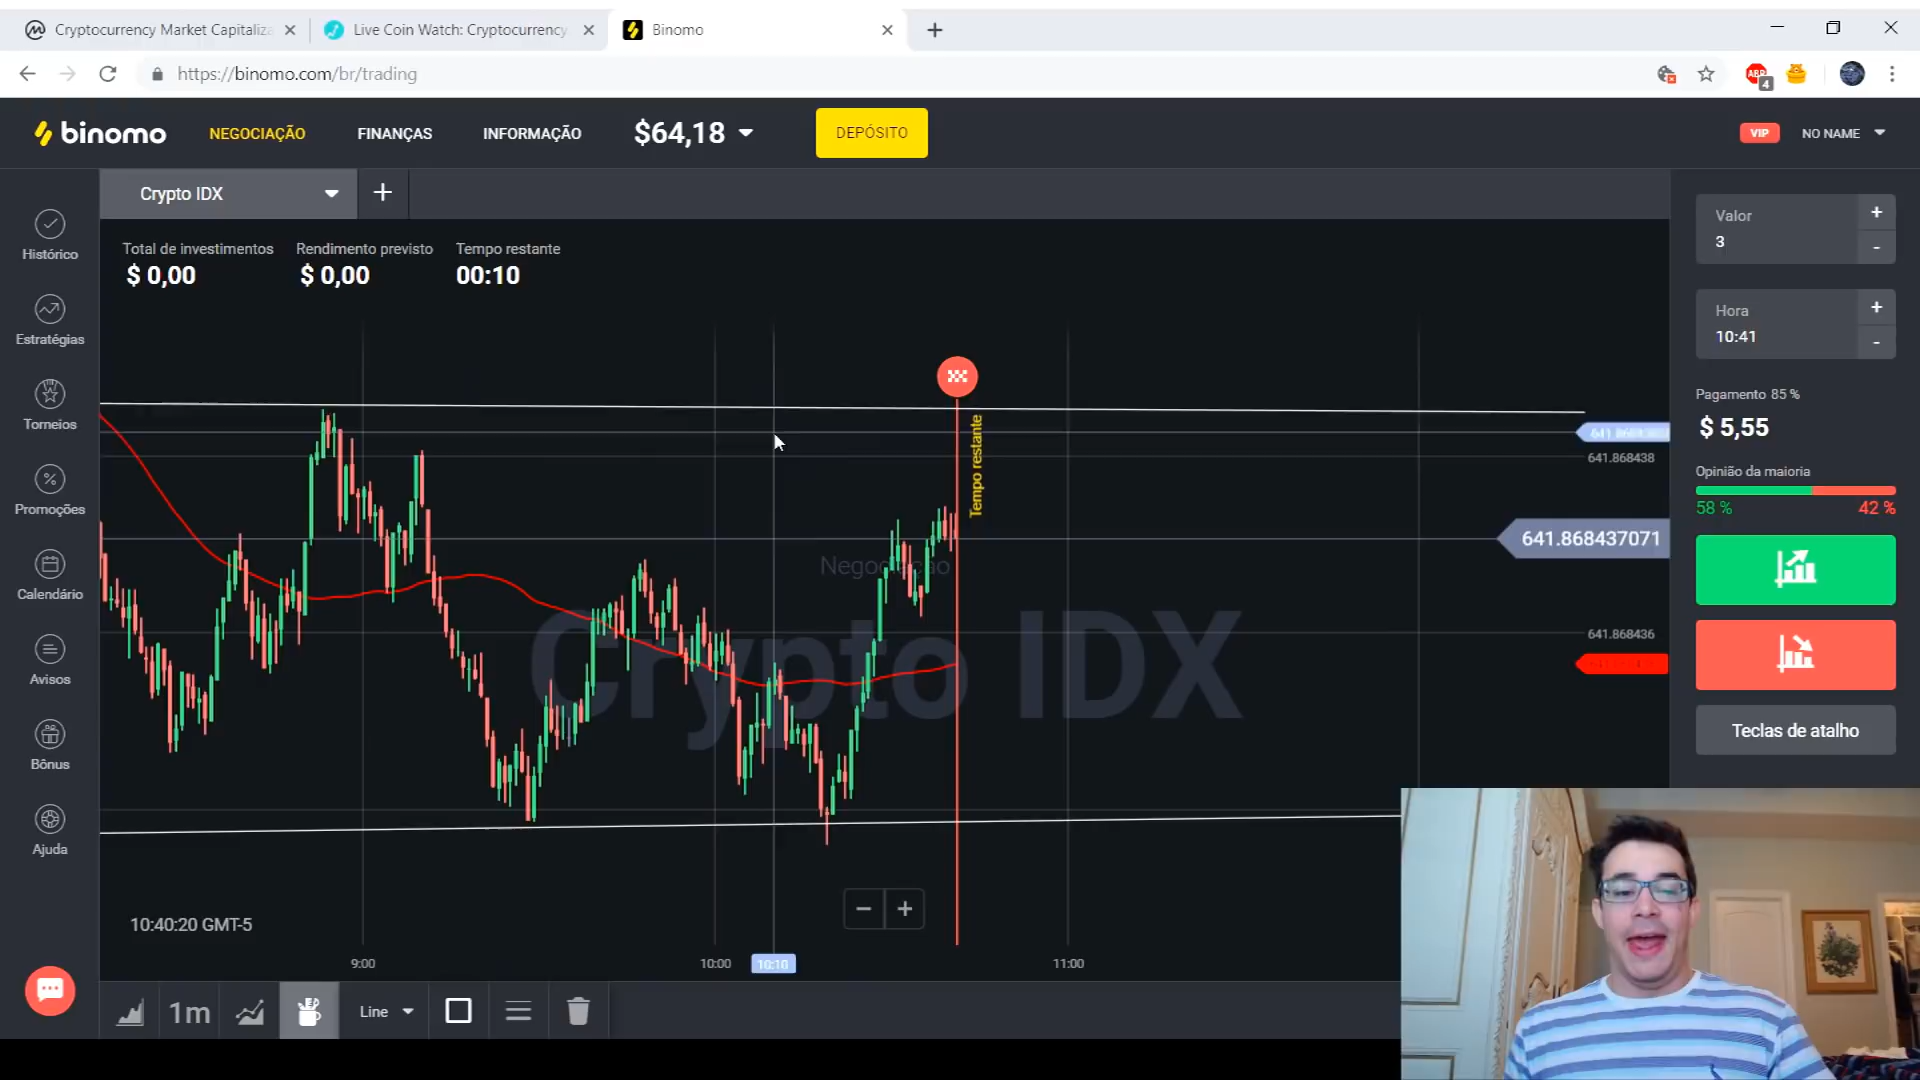 Cryptocurrency Market Capitaliza
Live Coin Watch: Cryptocurrency
Binomo
https://binomo.com/br/trading
ABP
4
binomo
NEGOCIAÇÃO
FINANÇAS
INFORMAÇÃO
$64,18
DEPÓSITO
VIP
NO NAME
Crypto IDX
Histórico
Estratégias
Torneios
Promoções
Calendário
Avisos
Bônus
Ajuda
Total de investimentos
$ 0,00
Rendimento previsto
$ 0,00
Tempo restante
00:10
Tempo restante
Negociação
Crypto IDX
641.868438
641.868437071
641.868436
10:40:20 GMT-5
9:00
10:00
10:10
11:00
1m
Line
Valor
3
Hora
10:41
Pagamento 85 %
$ 5,55
Opinião da maioria
58 %
42 %
Teclas de atalho